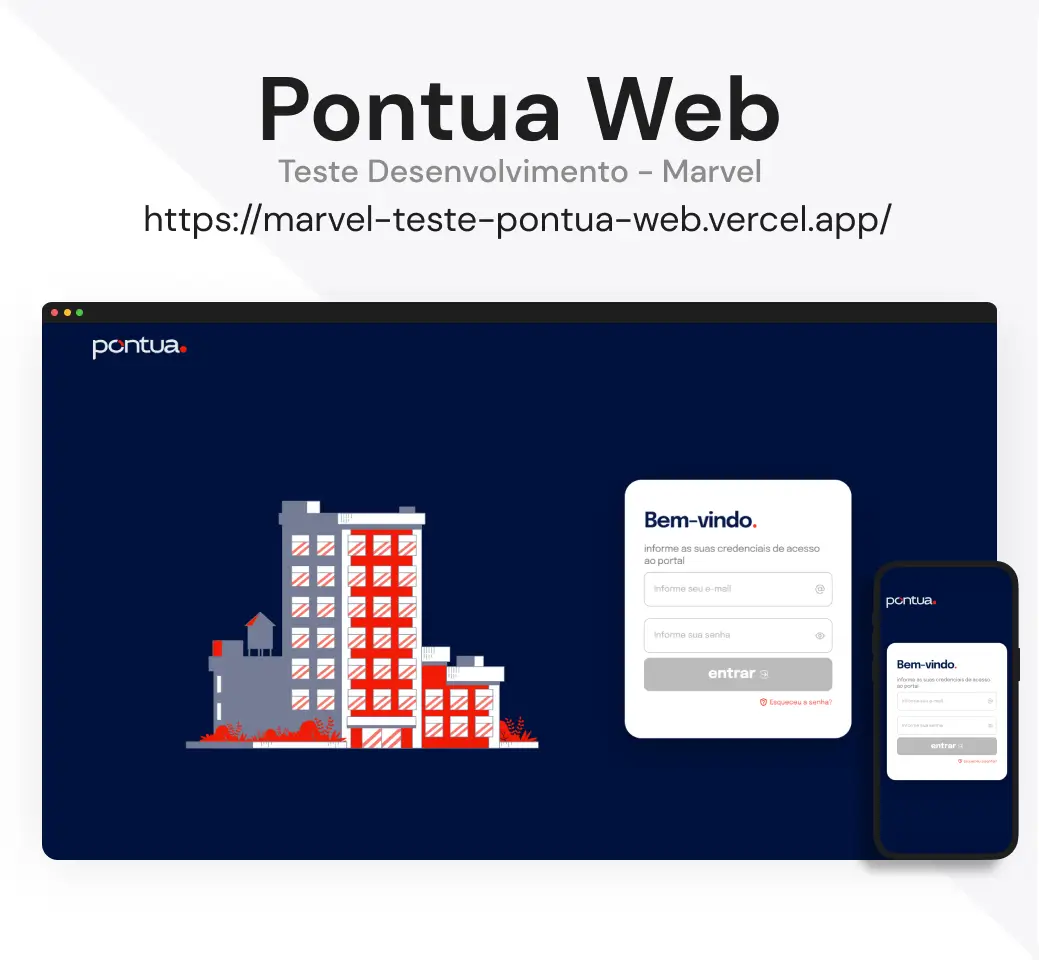 Pontua Web
Teste Desenvolvimento - Marvel
https://marvel-teste-pontua-web.vercel.app/
pontua.
Bem-vindo.
informe as suas credenciais de acesso
ao portal
Informe seu e-mail
Informe sua senha
entrar
Esqueceu a senha?
pontua.
Bem-vindo.
informe as suas credenciais de acesso
ao portal
Informe seu e-mail
Informe sua senha
entrar
Esqueceu a senha?